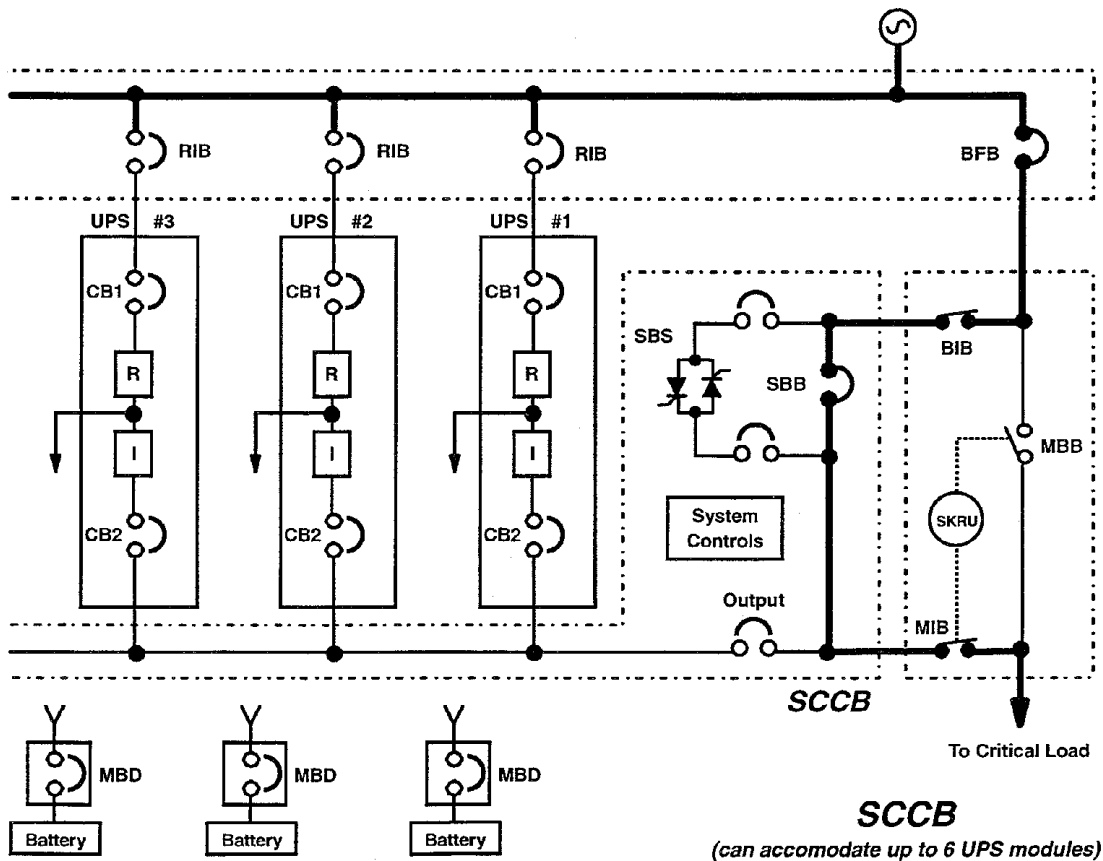 RIB
RIB
RIB
BFB
UPS #3
UPS #2
UPS #1
CB1
CB1
CB1
R
R
R
I
I
I
CB2
CB2
CB2
SBS
SBB
BIB
MBB
SKRU
System
Controls
Output
MIB
SCCB
To Critical Load
MBD
MBD
MBD
Battery
Battery
Battery
SCCB
(can accomodate up to 6 UPS modules)